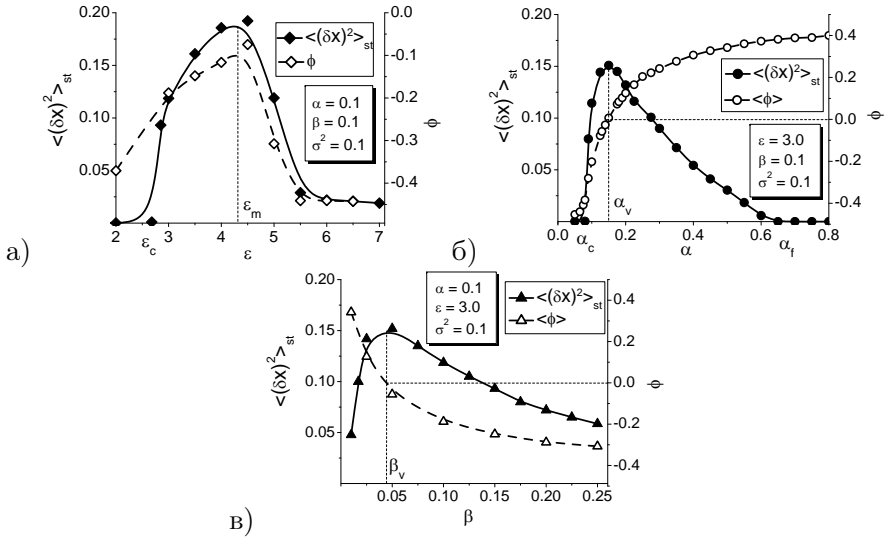 0.20
0.15
0.10
0.05
<(δx)²>st
0.0
-0.1
-0.2
-0.3
-0.4
ϕ
<(δx)²>st
ϕ
α = 0.1
β = 0.1
σ² = 0.1
εm
εc
2 3 4 5 6 7
ε
а)
0.20
0.15
0.10
0.05
<(δx)²>st
0.4
0.2
0.0
-0.2
-0.4
ϕ
<(δx)²>st
<ϕ>
ε = 3.0
β = 0.1
σ² = 0.1
αv
αc
αf
0.0 0.2 0.4 0.6 0.8
α
б)
0.20
0.15
0.10
0.05
<(δx)²>st
0.4
0.2
0.0
-0.2
-0.4
ϕ
α = 0.1
ε = 3.0
σ² = 0.1
<(δx)²>st
<ϕ>
βv
0.05 0.10 0.15 0.20 0.25
β
в)